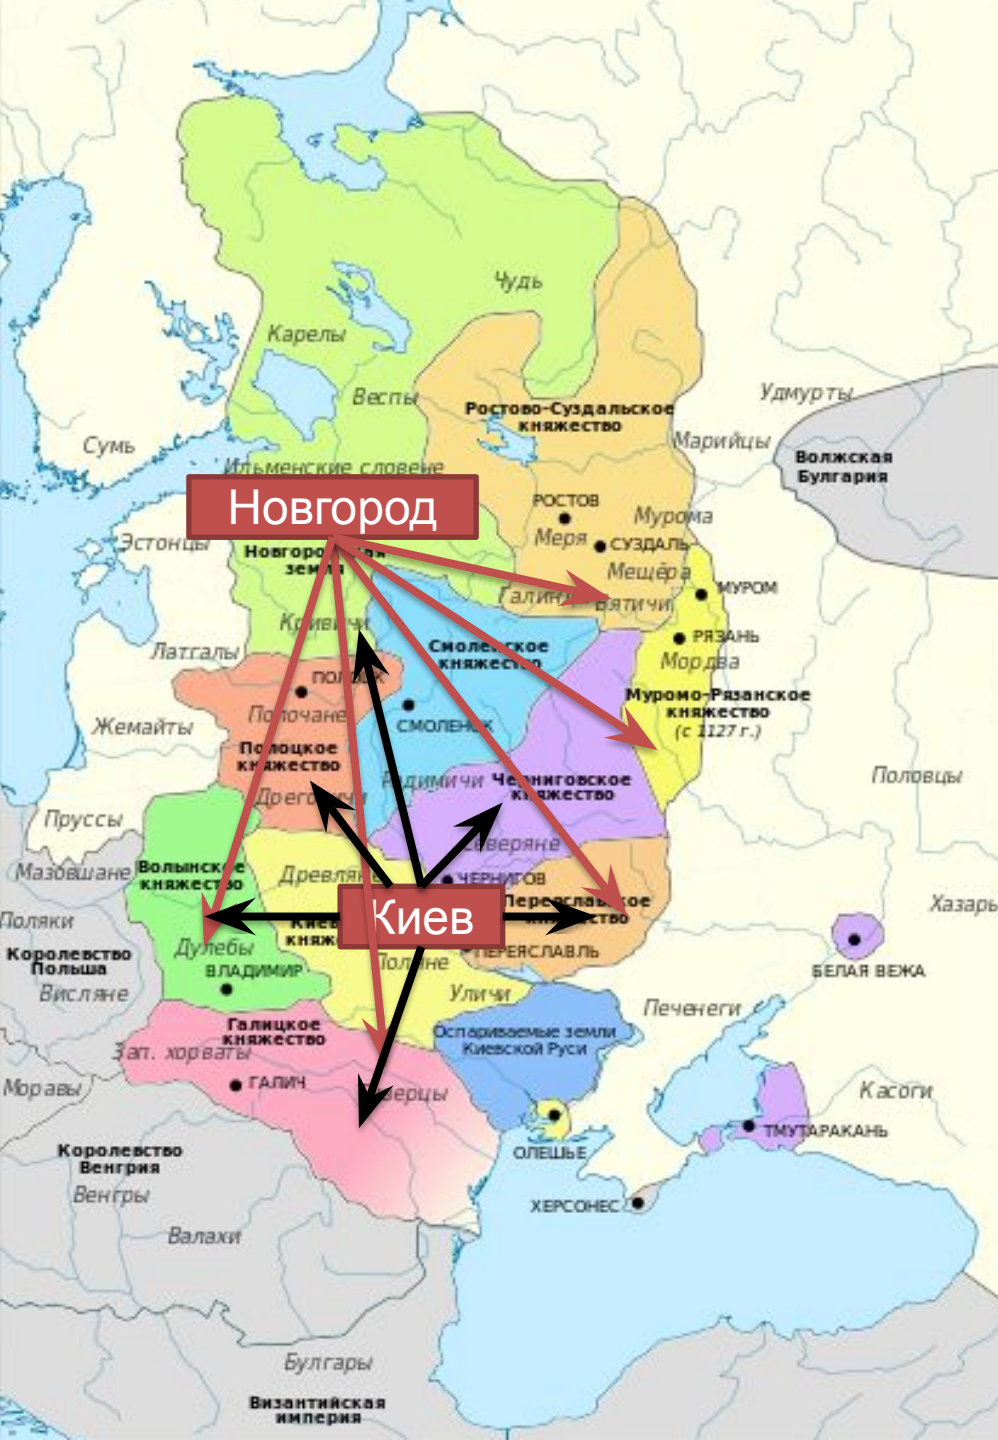 Чудь
Карелы
Веспы
Удмурты
Ростово-Суздальское
княжество
Сумь
Марийцы
Волжская
Булгария
Ильменские словене
Новгород
РОСТОВ
Мурома
Эстонцы
Меря
СУЗДАЛЬ
Новгородская
земля
Мещёра
МУРОМ
Вятичи
Кривичи
РЯЗАНЬ
Латгалы
Смоленское
княжество
Мордва
ПОЛОЦК
Муромо-Рязанское
княжество
(с 1127 г.)
Полочане
СМОЛЕНСК
Жемайты
Полоцкое
княжество
Радимичи
Черниговское
княжество
Половцы
Дреговичи
Пруссы
Северяне
Мазовшане
Волынское
княжество
Древляне
ЧЕРНИГОВ
Переяславское
княжество
Хазары
Киев
Поляки
Дулебы
Королевство
Польша
ПЕРЕЯСЛАВЛЬ
Поляне
ВЛАДИМИР
БЕЛАЯ ВЕЖА
Висляне
Уличи
Печенеги
Галицкое
княжество
Оспариваемые земли
Киевской Руси
Зап. хорваты
Моравы
ГАЛИЧ
Касоги
ТМУТАРАКАНЬ
Королевство
Венгрия
ОЛЕШЬЕ
Венгры
ХЕРСОНЕС
Валахи
Булгары
Византийская
империя